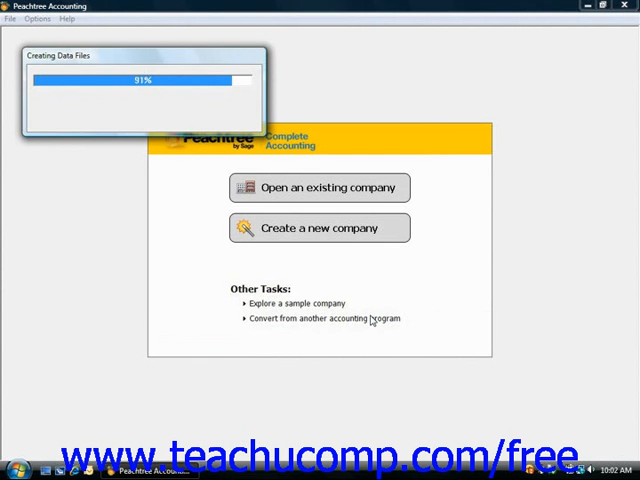 Peachtree Accounting
File Options Help
Creating Data Files
91%
Peachtree Complete
by Sage Accounting
Open an existing company
Create a new company
Other Tasks:
Explore a sample company
Convert from another accounting program
Peachtree Accounti...
10:02 AM
www.teachucomp.com/free